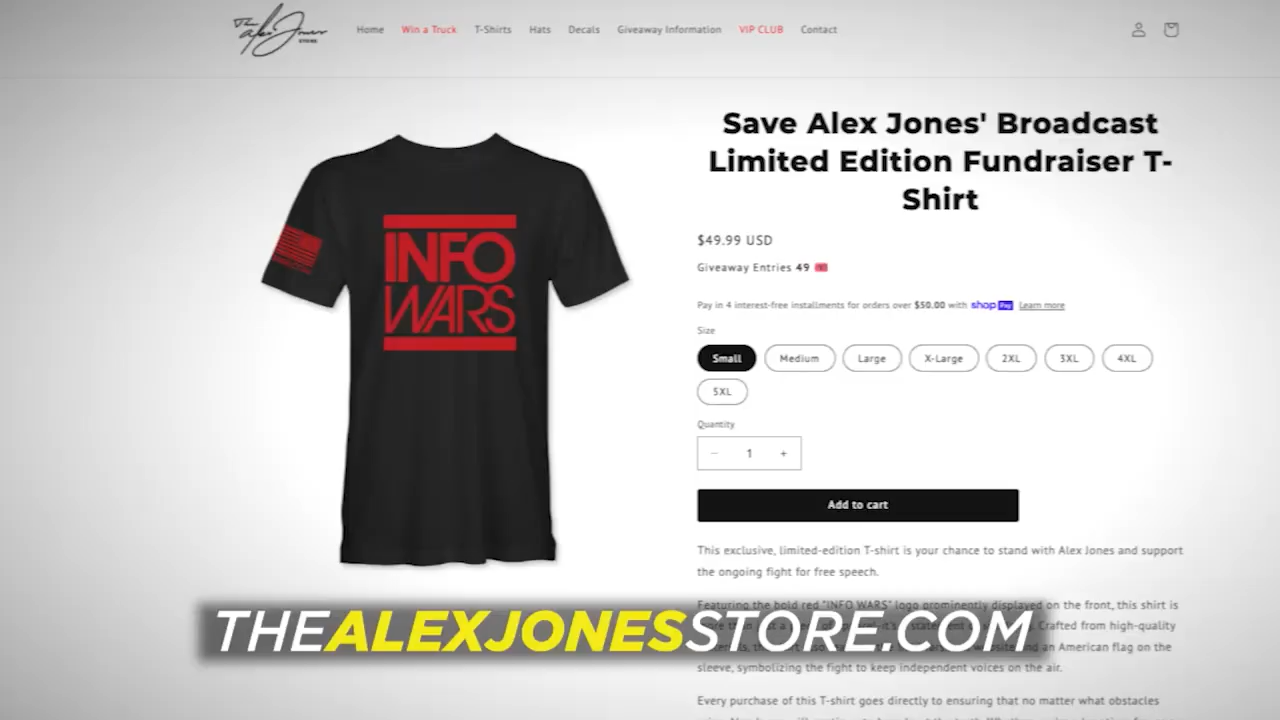 The Alex Jones STORE
Home Win a Truck T-Shirts Hats Decals Giveaway Information VIP CLUB Contact
Save Alex Jones' Broadcast
Limited Edition Fundraiser T-
Shirt
$49.99 USD
Giveaway Entries 49
Pay in 4 interest-free installments for orders over $50.00 with shop Pay Learn more
Size
Small Medium Large X-Large 2XL 3XL 4XL
5XL
Quantity
− 1 +
Add to cart
INFO
WARS
This exclusive, limited-edition T-shirt is your chance to stand with Alex Jones and support
the ongoing fight for free speech.
Featuring the bold red "INFO WARS" logo prominently displayed on the front, this shirt is
Crafted from high-quality
an American flag on the
sleeve, symbolizing the fight to keep independent voices on the air.
Every purchase of this T-shirt goes directly to ensuring that no matter what obstacles
THEALEXJONESSTORE.COM